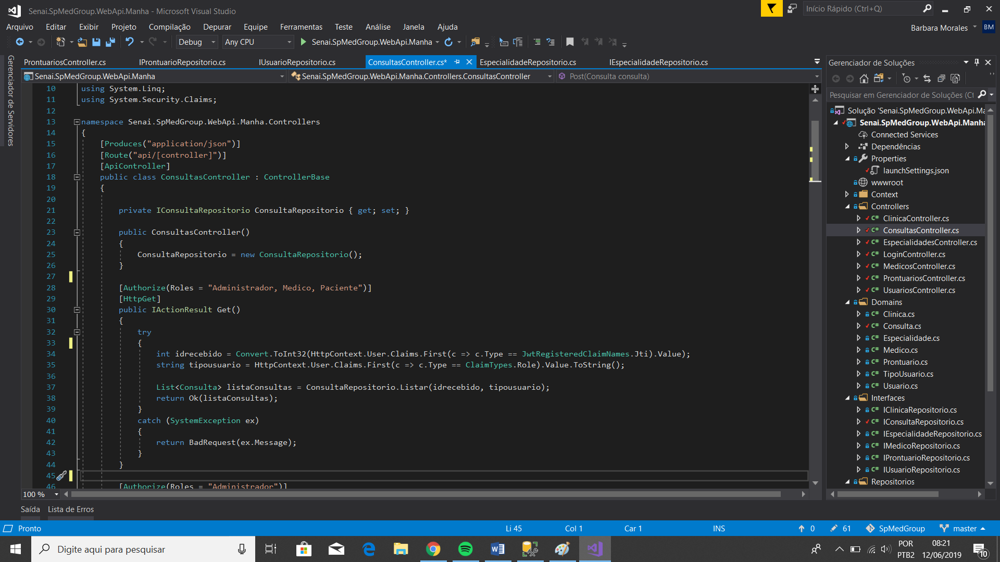 Senai.SpMedGroup.WebApi.Manha - Microsoft Visual Studio
Início Rápido (Ctrl+Q)
Arquivo Editar Exibir Projeto Compilação Depurar Equipe Ferramentas Teste Análise Janela Ajuda
Barbara Morales BM
Debug Any CPU Senai.SpMedGroup.WebApi.Manha
Gerenciador de Servidores
ProntuariosController.cs IProntuarioRepositorio.cs IUsuarioRepositorio.cs ConsultasController.cs* EspecialidadeRepositorio.cs IEspecialidadeRepositorio.cs
Senai.SpMedGroup.WebApi.Manha Senai.SpMedGroup.WebApi.Manha.Controllers.ConsultasController Post(Consulta consulta)
10 using System.Linq;
11 using System.Security.Claims;
12
13 namespace Senai.SpMedGroup.WebApi.Manha.Controllers
14 {
15 [Produces("application/json")]
16 [Route("api/[controller]")]
17 [ApiController]
18 public class ConsultasController : ControllerBase
19 {
20
21 private IConsultaRepositorio ConsultaRepositorio { get; set; }
22
23 public ConsultasController()
24 {
25 ConsultaRepositorio = new ConsultaRepositorio();
26 }
27
28 [Authorize(Roles = "Administrador, Medico, Paciente")]
29 [HttpGet]
30 public IActionResult Get()
31 {
32 try
33 {
34 int idrecebido = Convert.ToInt32(HttpContext.User.Claims.First(c => c.Type == JwtRegisteredClaimNames.Jti).Value);
35 string tipousuario = HttpContext.User.Claims.First(c => c.Type == ClaimTypes.Role).Value.ToString();
36
37 List<Consulta> listaConsultas = ConsultaRepositorio.Listar(idrecebido, tipousuario);
38 return Ok(listaConsultas);
39 }
40 catch (SystemException ex)
41 {
42 return BadRequest(ex.Message);
43 }
44 }
45
46 [Authorize(Roles = "Administrador")]
100 %
Gerenciador de Soluções
Pesquisar em Gerenciador de Soluções (Ct
Solução 'Senai.SpMedGroup.WebApi.Ma
Senai.SpMedGroup.WebApi.Manha
Connected Services
Dependências
Properties
launchSettings.json
wwwroot
Context
Controllers
C# ClinicaController.cs
C# ConsultasController.cs
C# EspecialidadesController.cs
C# LoginController.cs
C# MedicosController.cs
C# ProntuariosController.cs
C# UsuariosController.cs
Domains
C# Clinica.cs
C# Consulta.cs
C# Especialidade.cs
C# Medico.cs
C# Prontuario.cs
C# TipoUsuario.cs
C# Usuario.cs
Interfaces
C# IClinicaRepositorio.cs
C# IConsultaRepositorio.cs
C# IEspecialidadeRepositorio.cs
C# IMedicoRepositorio.cs
C# IProntuarioRepositorio.cs
C# IUsuarioRepositorio.cs
Repositorios
Saída Lista de Erros
Pronto Li 45 Col 1 Car 1 INS 0 61 SpMedGroup master
Digite aqui para pesquisar
POR 08:21
PTB2 12/06/2019 10